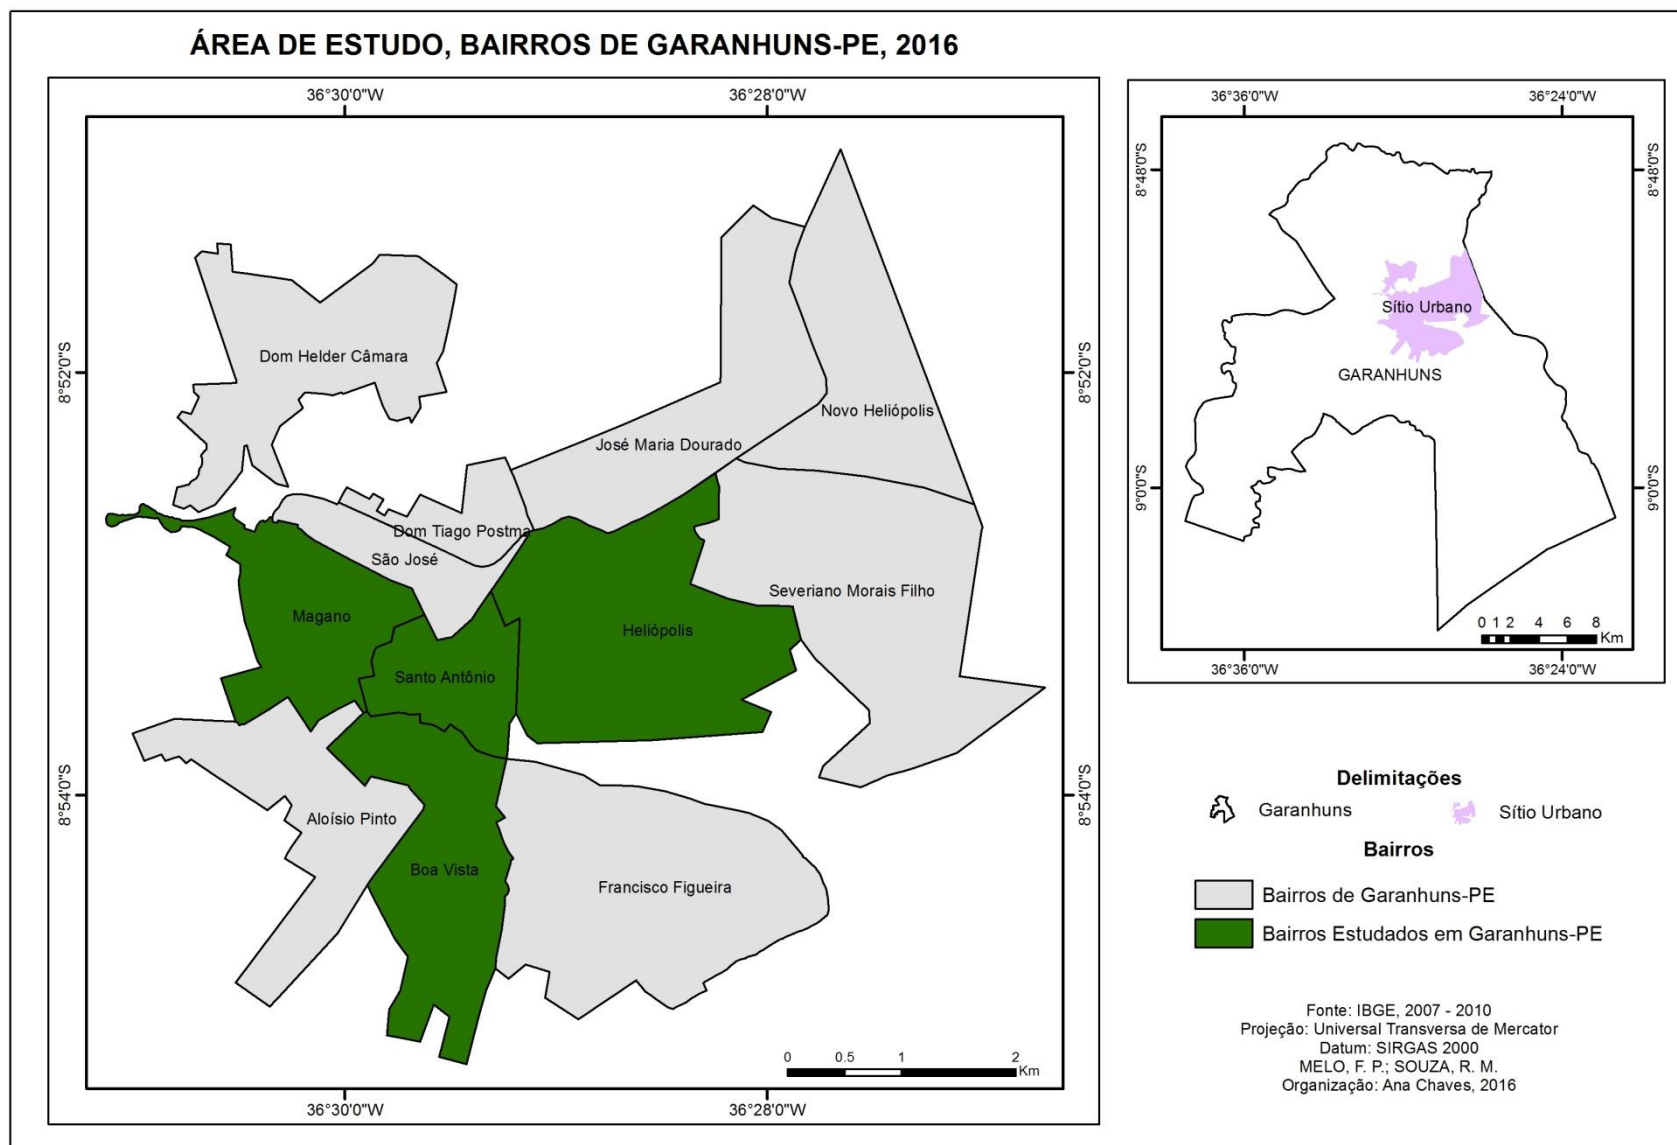 ÁREA DE ESTUDO, BAIRROS DE GARANHUNS-PE, 2016
36°30'0"W
36°28'0"W
8°52'0"S
8°52'0"S
8°54'0"S
8°54'0"S
Dom Helder Câmara
Novo Heliópolis
José Maria Dourado
Dom Tiago Postma
São José
Severiano Morais Filho
Magano
Heliópolis
Santo Antônio
Aloísio Pinto
Boa Vista
Francisco Figueira
0 0.5 1 2
Km
36°30'0"W
36°28'0"W
36°36'0"W
36°24'0"W
8°48'0"S
8°48'0"S
Sítio Urbano
GARANHUNS
9°0'0"S
9°0'0"S
0 1 2 4 6 8
Km
36°36'0"W
36°24'0"W
Delimitações
Garanhuns
Sítio Urbano
Bairros
Bairros de Garanhuns-PE
Bairros Estudados em Garanhuns-PE
Fonte: IBGE, 2007 - 2010
Projeção: Universal Transversa de Mercator
Datum: SIRGAS 2000
MELO, F. P.; SOUZA, R. M.
Organização: Ana Chaves, 2016